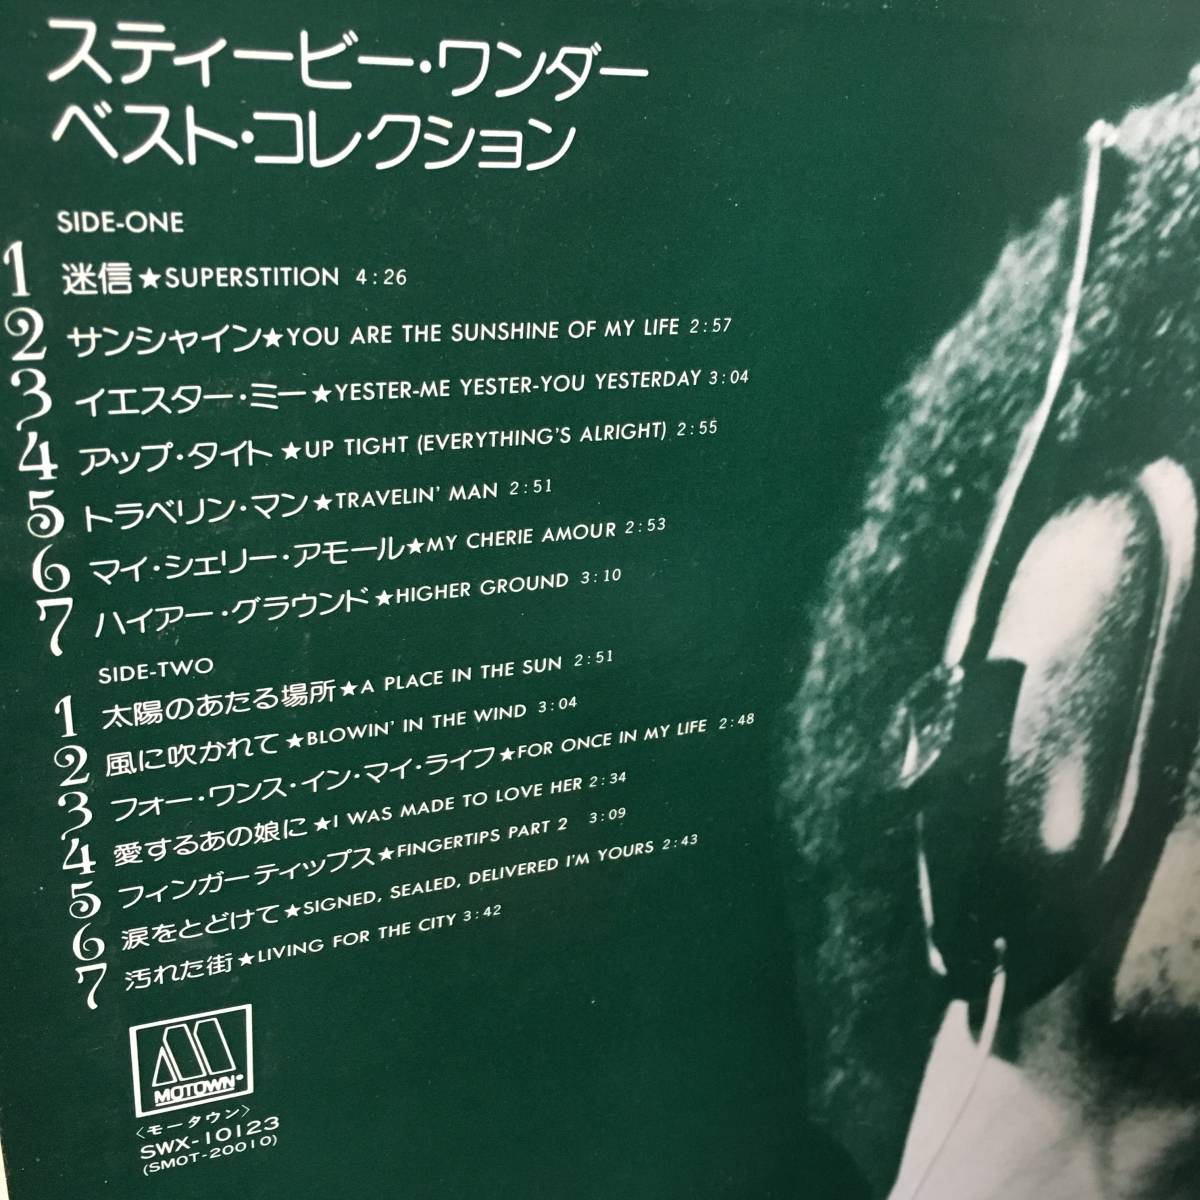 スティービー・ワンダー
ベスト・コレクション
SIDE-ONE
1 迷信★SUPERSTITION 4:26
2 サンシャイン★YOU ARE THE SUNSHINE OF MY LIFE 2:57
3 イエスター・ミー★YESTER-ME YESTER-YOU YESTERDAY 3:04
4 アップ・タイト★UP TIGHT (EVERYTHING'S ALRIGHT) 2:55
5 トラベリン・マン★TRAVELIN' MAN 2:51
6 マイ・シェリー・アモール★MY CHERIE AMOUR 2:53
7 ハイアー・グラウンド★HIGHER GROUND 3:10
SIDE-TWO
1 太陽のあたる場所★A PLACE IN THE SUN 2:51
2 風に吹かれて★BLOWIN' IN THE WIND 3:04
3 フォー・ワンス・イン・マイ・ライフ★FOR ONCE IN MY LIFE 2:48
4 愛するあの娘に★I WAS MADE TO LOVE HER 2:34
5 フィンガーティップス★FINGERTIPS PART 2 3:09
6 涙をとどけて★SIGNED, SEALED, DELIVERED I'M YOURS 2:43
7 汚れた街★LIVING FOR THE CITY 3:42
MOTOWN®
〈モータウン〉
SWX-10123
(SMOT-20010)